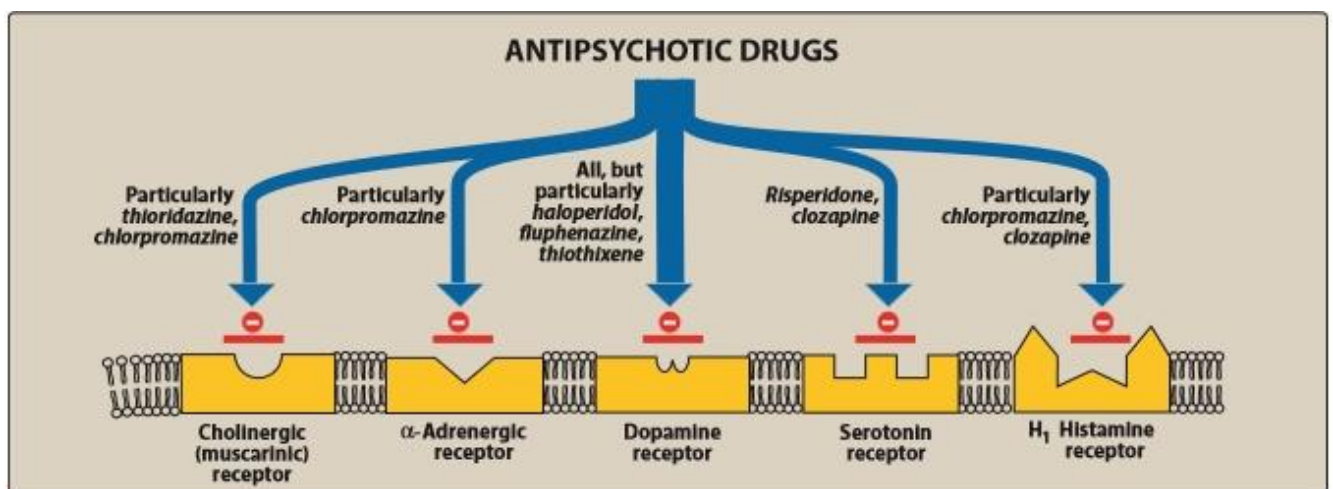 ANTIPSYCHOTIC DRUGS
Particularly
thioridazine,
chlorpromazine
Particularly
chlorpromazine
All, but
particularly
haloperidol,
fluphenazine,
thiothixene
Risperidone,
clozapine
Particularly
chlorpromazine,
clozapine
Cholinergic
(muscarinic)
receptor
α-Adrenergic
receptor
Dopamine
receptor
Serotonin
receptor
H₁ Histamine
receptor